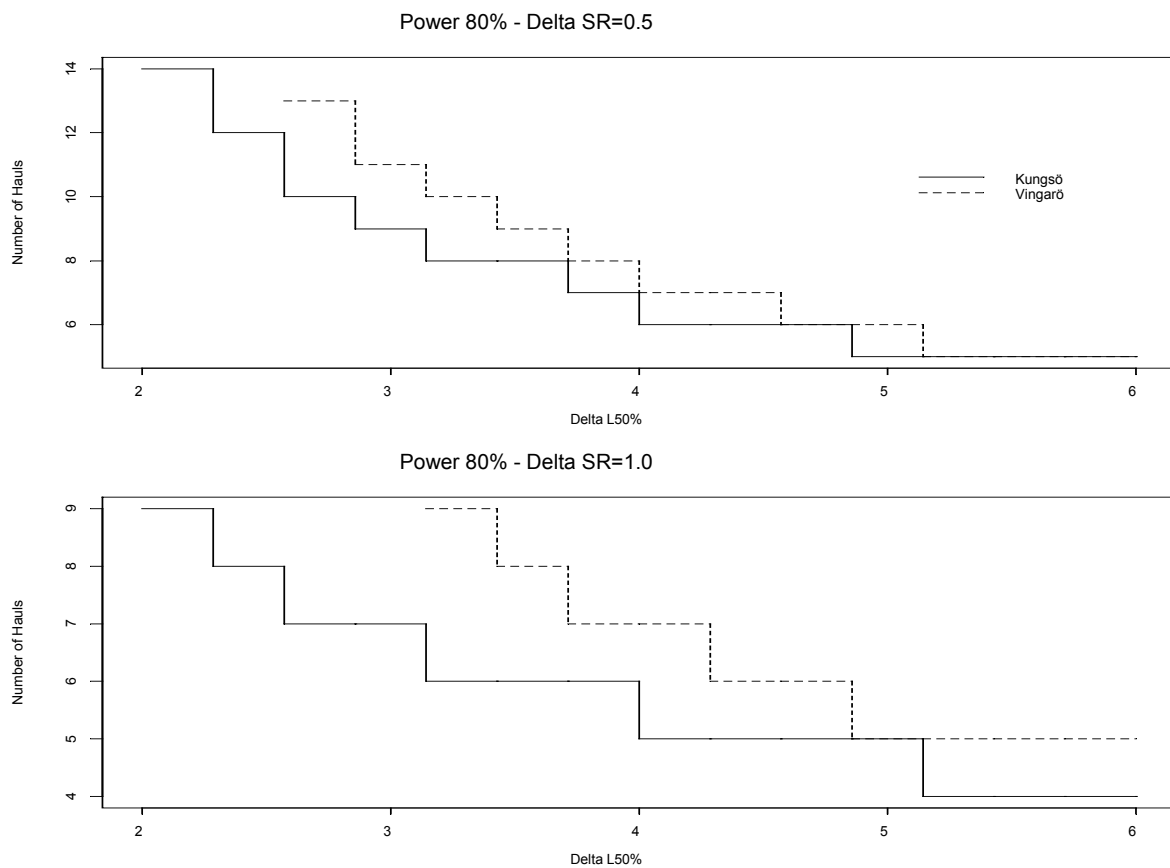 Power 80% - Delta SR=0.5
Number of Hauls
14
12
10
8
6
Kungsö
Vingarö
2 3 4 5 6
Delta L50%
Power 80% - Delta SR=1.0
Number of Hauls
9
8
7
6
5
4
2 3 4 5 6
Delta L50%